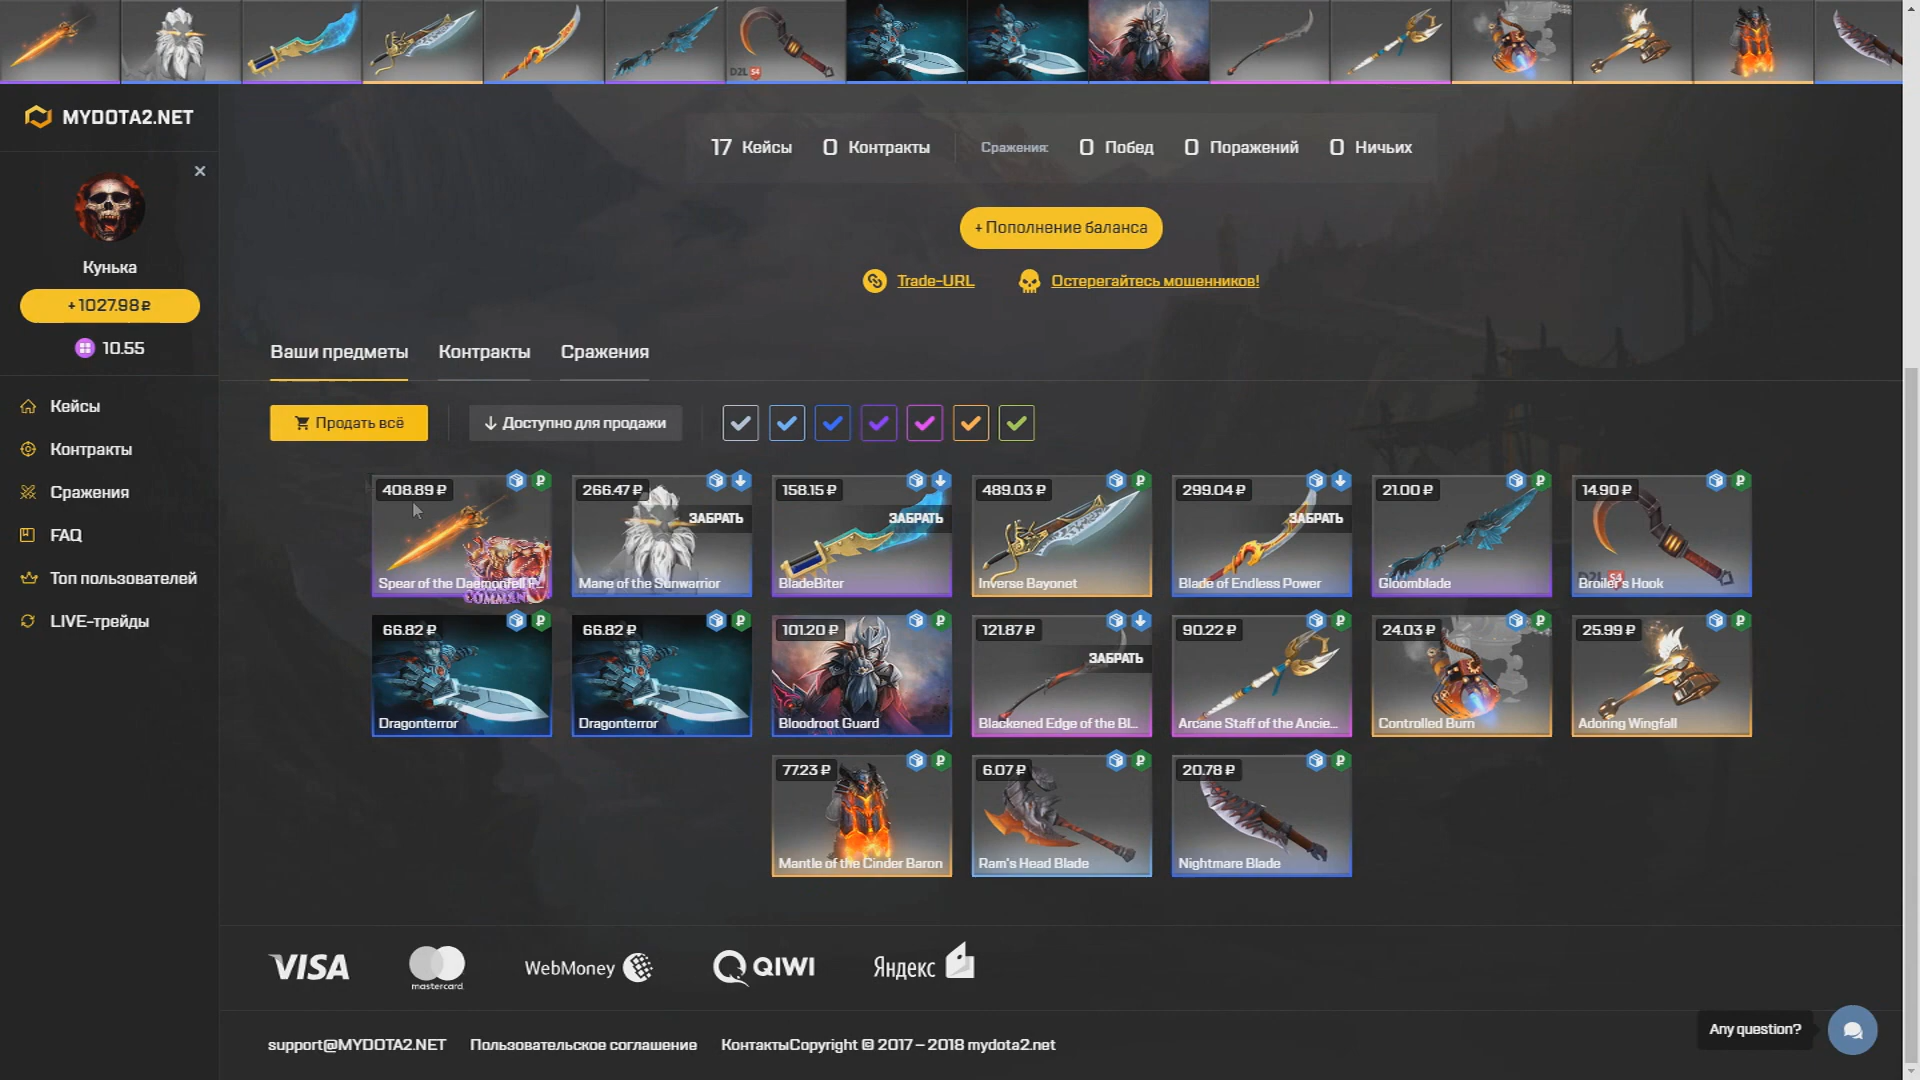 D2L S4
MYDOTA2.NET
17 Кейсы 0 Контракты Сражения: 0 Побед 0 Поражений 0 Ничьих
+ Пополнение баланса
Кунька
+ 1027.98 ₽
Trade-URL Остерегайтесь мошенников!
10.55
Ваши предметы Контракты Сражения
Кейсы
Контракты
Сражения
FAQ
Топ пользователей
LIVE-трейды
Продать всё Доступно для продажи
408.89 ₽ 266.47 ₽ 158.15 ₽ 489.03 ₽ 299.04 ₽ 21.00 ₽ 14.90 ₽
ЗАБРАТЬ ЗАБРАТЬ ЗАБРАТЬ
Spear of the Daemonfell F... Mane of the Sunwarrior BladeBiter Inverse Bayonet Blade of Endless Power Gloomblade Broiler's Hook
66.82 ₽ 66.82 ₽ 101.20 ₽ 121.87 ₽ 90.22 ₽ 24.03 ₽ 25.99 ₽
ЗАБРАТЬ
Dragonterror Dragonterror Bloodroot Guard Blackened Edge of the Bl... Arcane Staff of the Ancie... Controlled Burn Adoring Wingfall
77.23 ₽ 6.07 ₽ 20.78 ₽
Mantle of the Cinder Baron Ram's Head Blade Nightmare Blade
VISA mastercard. WebMoney QIWI Яндекс
Any question?
support@MYDOTA2.NET Пользовательское соглашение КонтактыCopyright © 2017 – 2018 mydota2.net